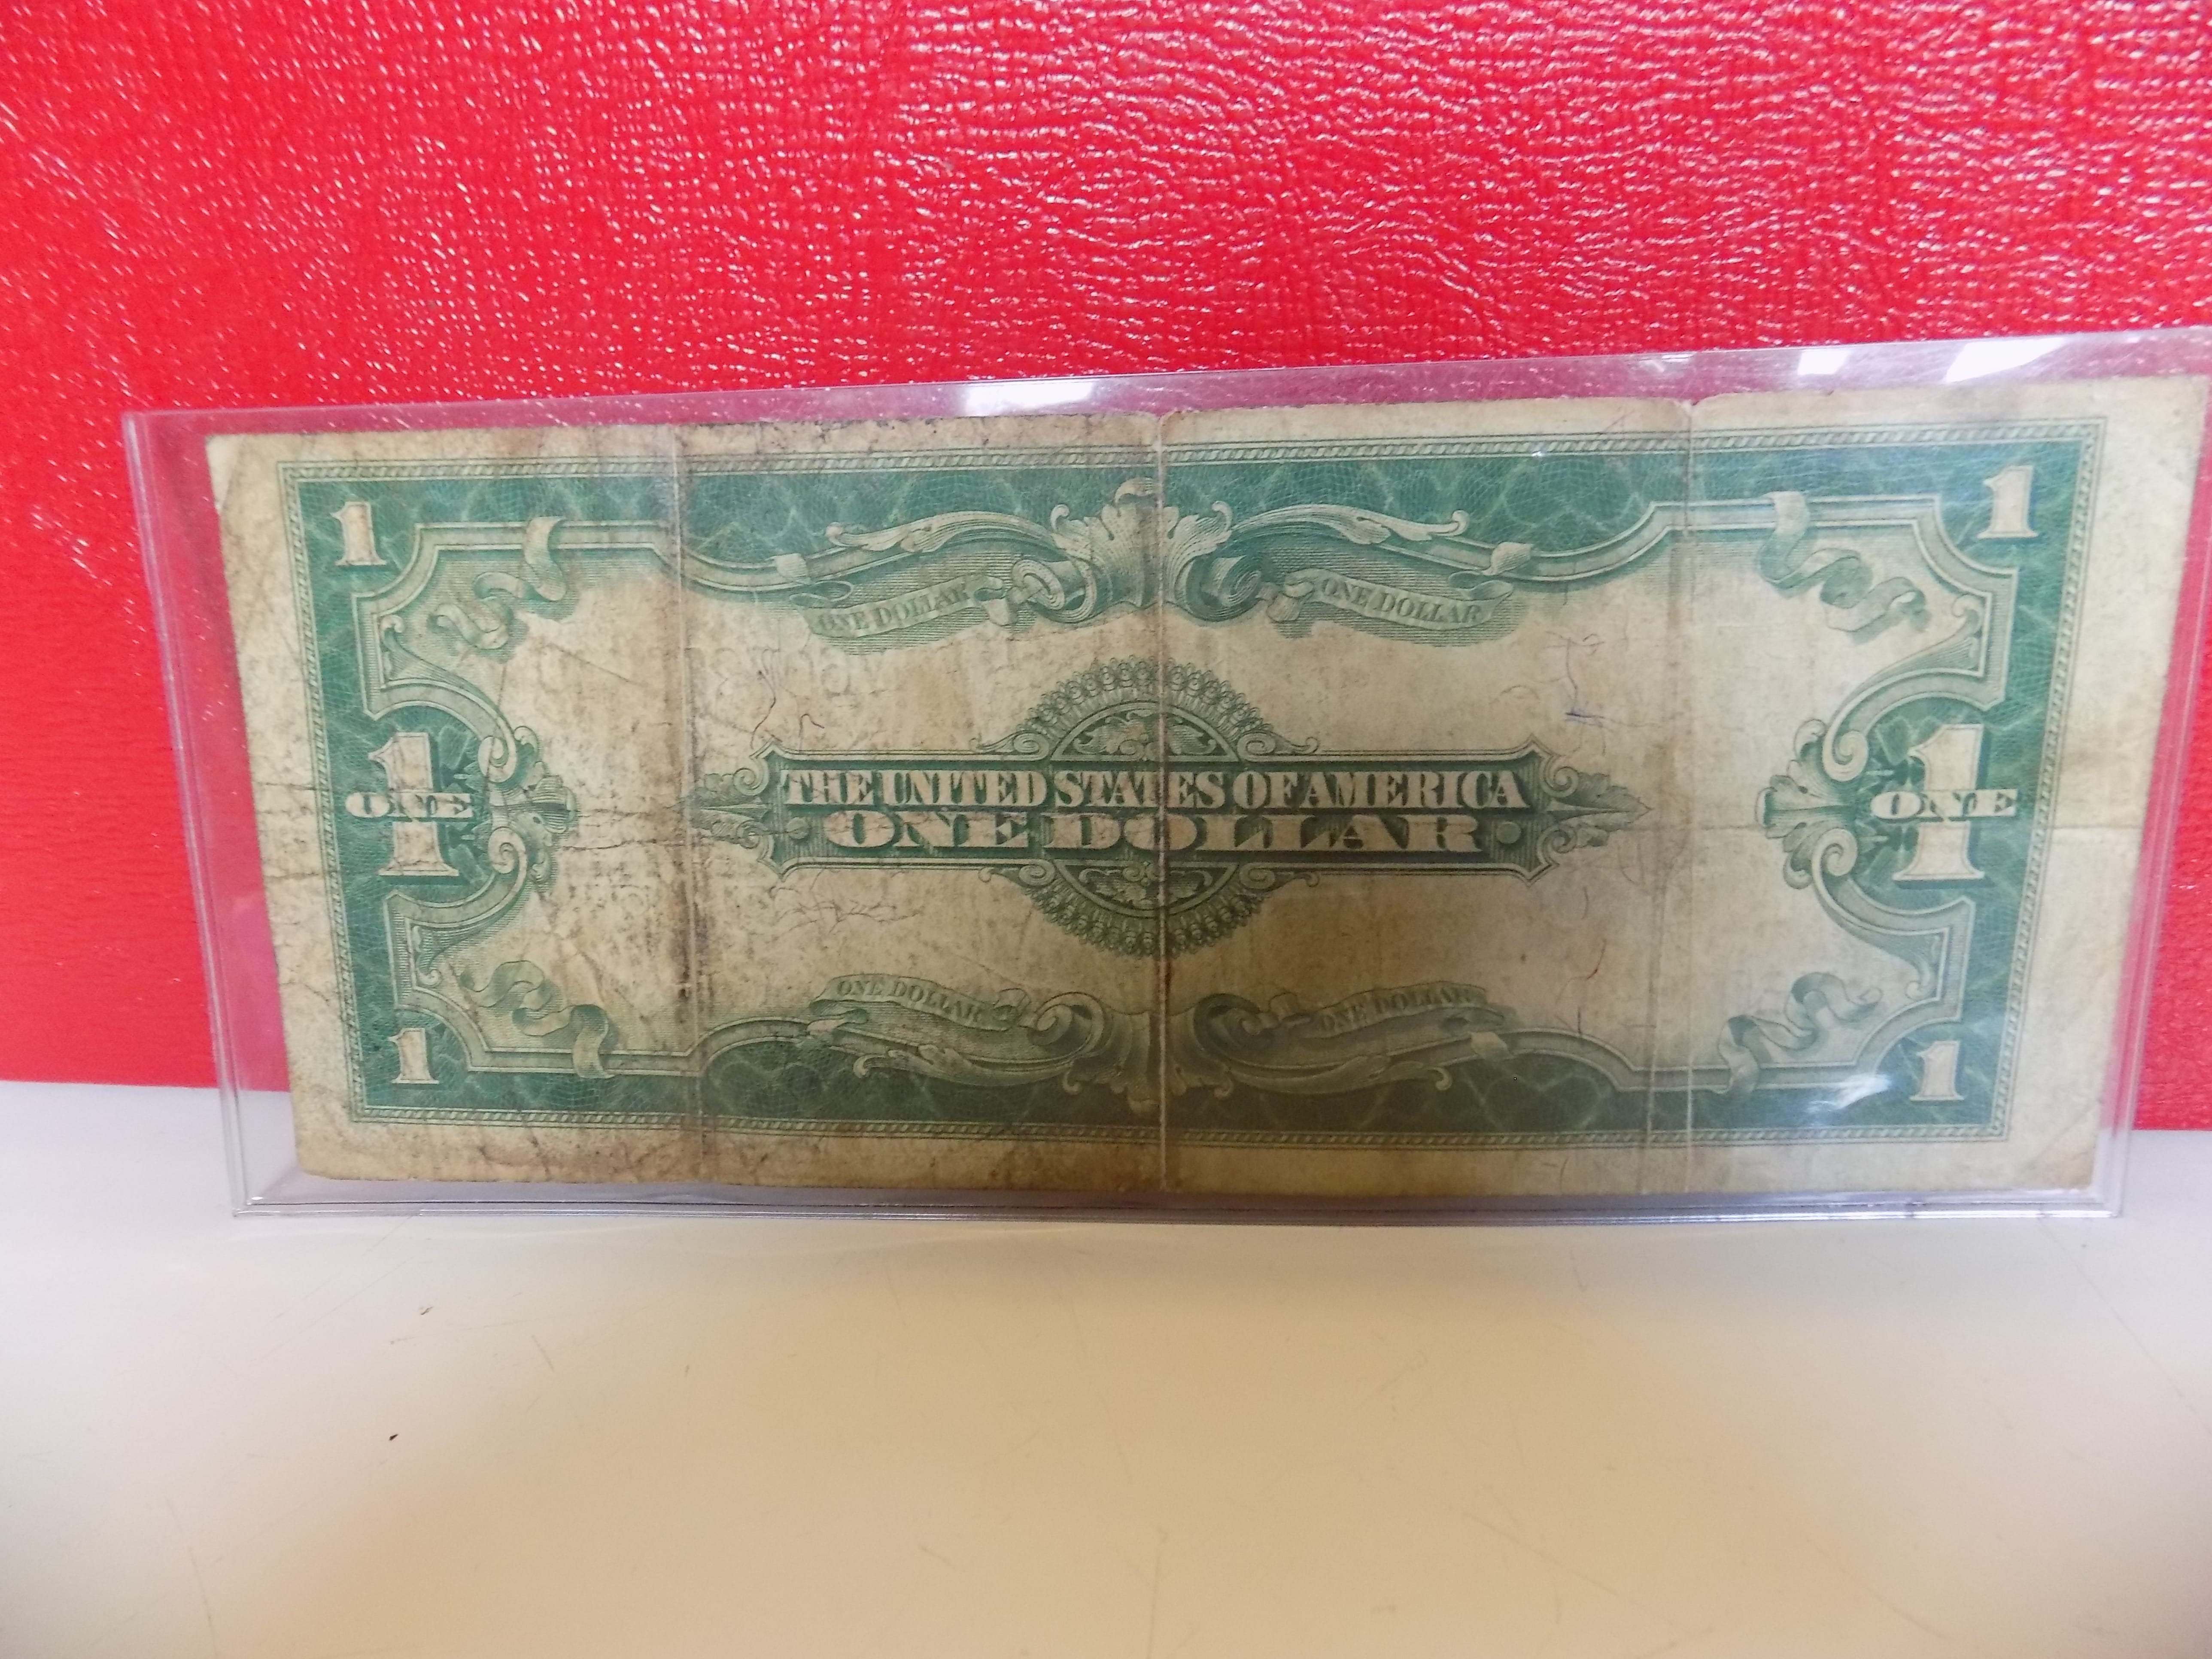 1 1
ONE DOLLAR ONE DOLLAR
1 THE UNITED STATES OF AMERICA 1
ONE ONE DOLLAR ONE
ONE DOLLAR ONE DOLLAR
1 1